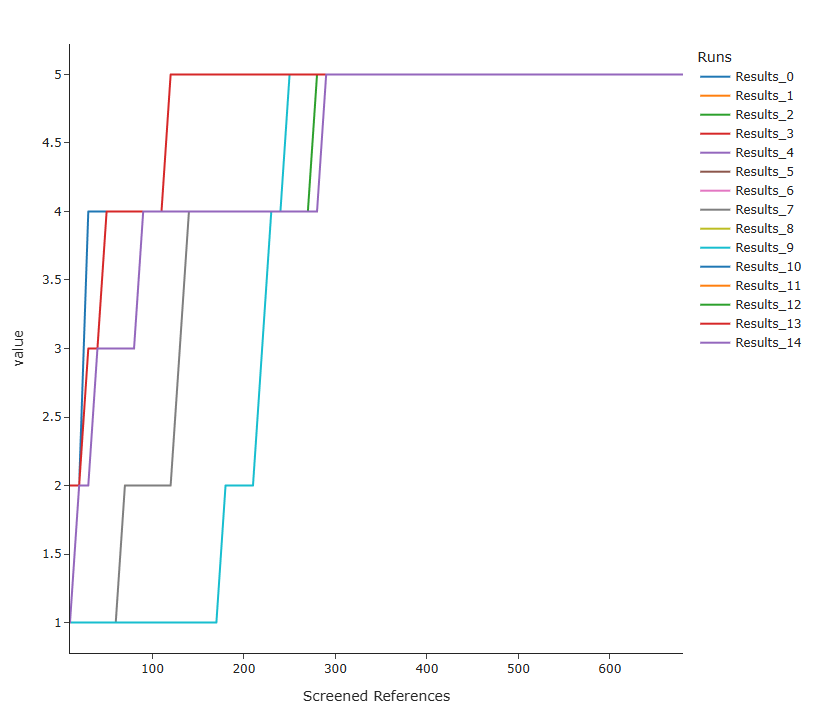 Runs
Results_0
Results_1
Results_2
Results_3
Results_4
Results_5
Results_6
Results_7
Results_8
Results_9
Results_10
Results_11
Results_12
Results_13
Results_14
5
4.5
4
3.5
3
2.5
2
1.5
1
value
100 200 300 400 500 600
Screened References